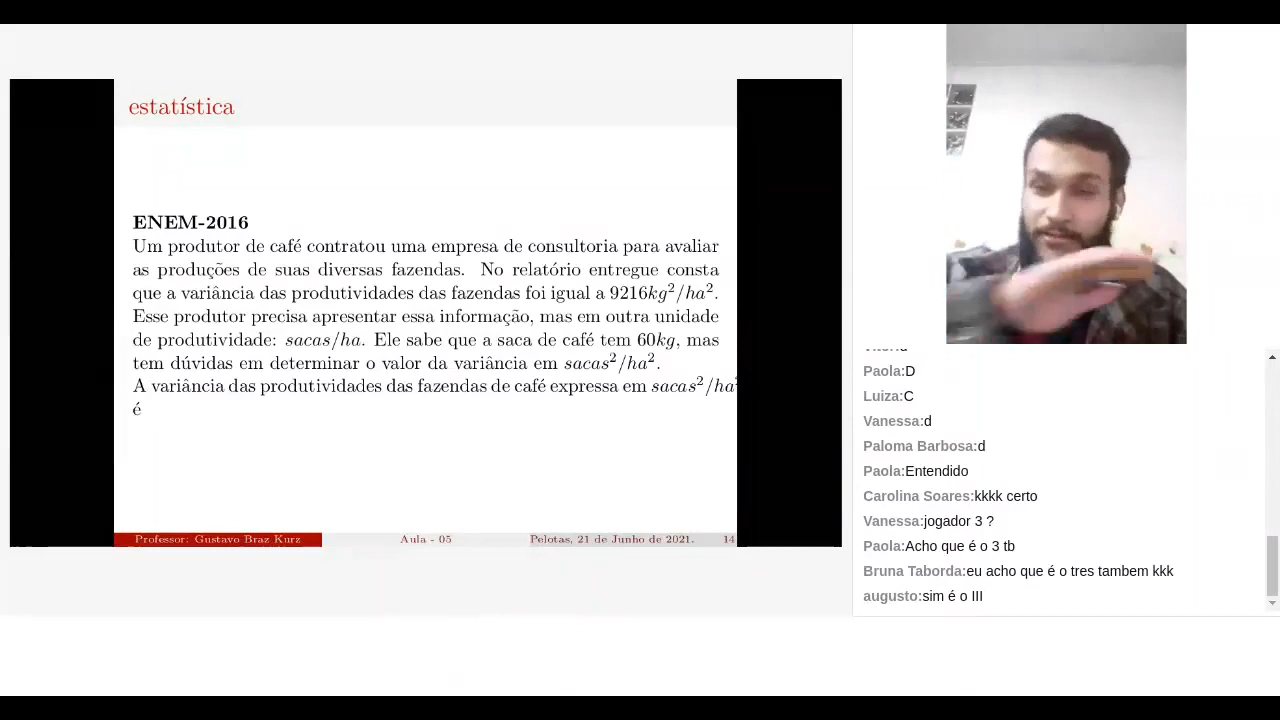 estatística
ENEM-2016
Um produtor de café contratou uma empresa de consultoria para avaliar
as produções de suas diversas fazendas. No relatório entregue consta
que a variância das produtividades das fazendas foi igual a 9216kg²/ha².
Esse produtor precisa apresentar essa informação, mas em outra unidade
de produtividade: sacas/ha. Ele sabe que a saca de café tem 60kg, mas
tem dúvidas em determinar o valor da variância em sacas²/ha².
A variância das produtividades das fazendas de café expressa em sacas²/ha²
é
Professor: Gustavo Braz Kurz Aula - 05 Pelotas, 21 de Junho de 2021. 14
Paola:D
Luiza:C
Vanessa:d
Paloma Barbosa:d
Paola:Entendido
Carolina Soares:kkkk certo
Vanessa:jogador 3 ?
Paola:Acho que é o 3 tb
Bruna Taborda:eu acho que é o tres tambem kkk
augusto:sim é o III